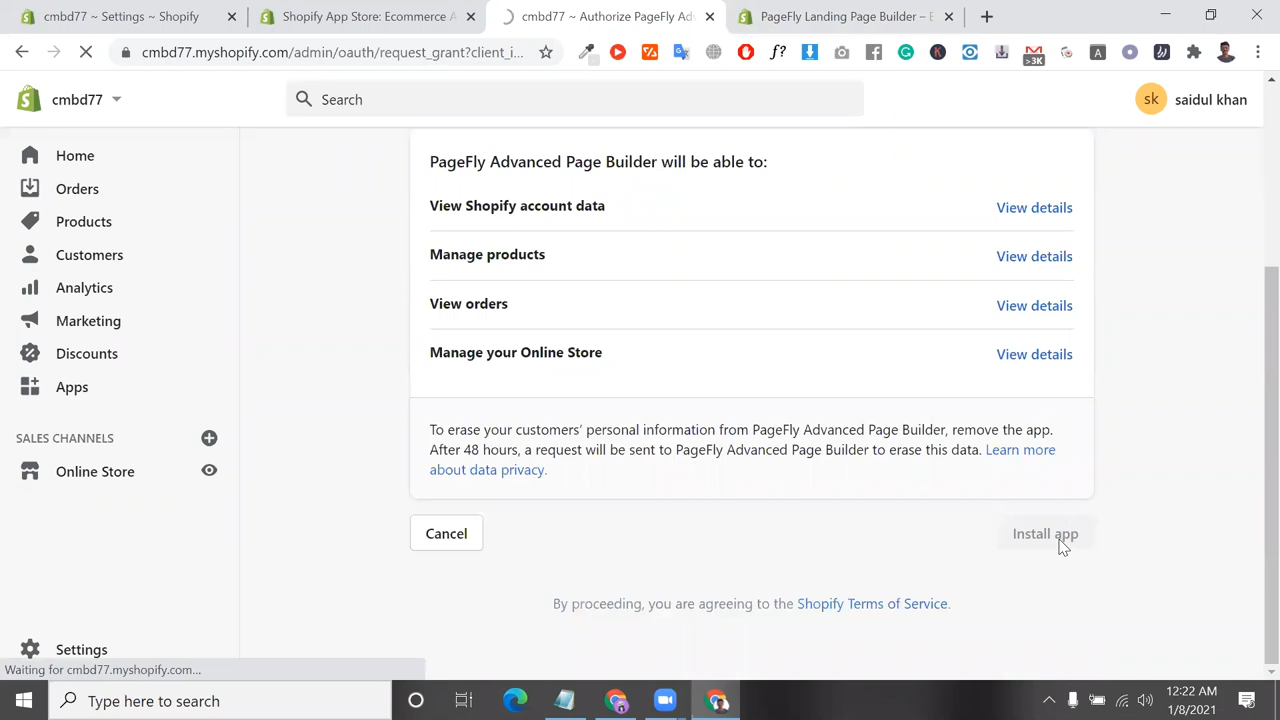 cmbd77 ~ Settings ~ Shopify
Shopify App Store: Ecommerce A
cmbd77 ~ Authorize PageFly Adv
PageFly Landing Page Builder – E
cmbd77.myshopify.com/admin/oauth/request_grant?client_i...
>3K
cmbd77
Search
sk
saidul khan
Home
Orders
Products
Customers
Analytics
Marketing
Discounts
Apps
SALES CHANNELS
Online Store
Settings
PageFly Advanced Page Builder will be able to:
View Shopify account data
View details
Manage products
View details
View orders
View details
Manage your Online Store
View details
To erase your customers’ personal information from PageFly Advanced Page Builder, remove the app.
After 48 hours, a request will be sent to PageFly Advanced Page Builder to erase this data. Learn more
about data privacy.
Cancel
Install app
By proceeding, you are agreeing to the Shopify Terms of Service.
Waiting for cmbd77.myshopify.com...
Type here to search
12:22 AM
1/8/2021